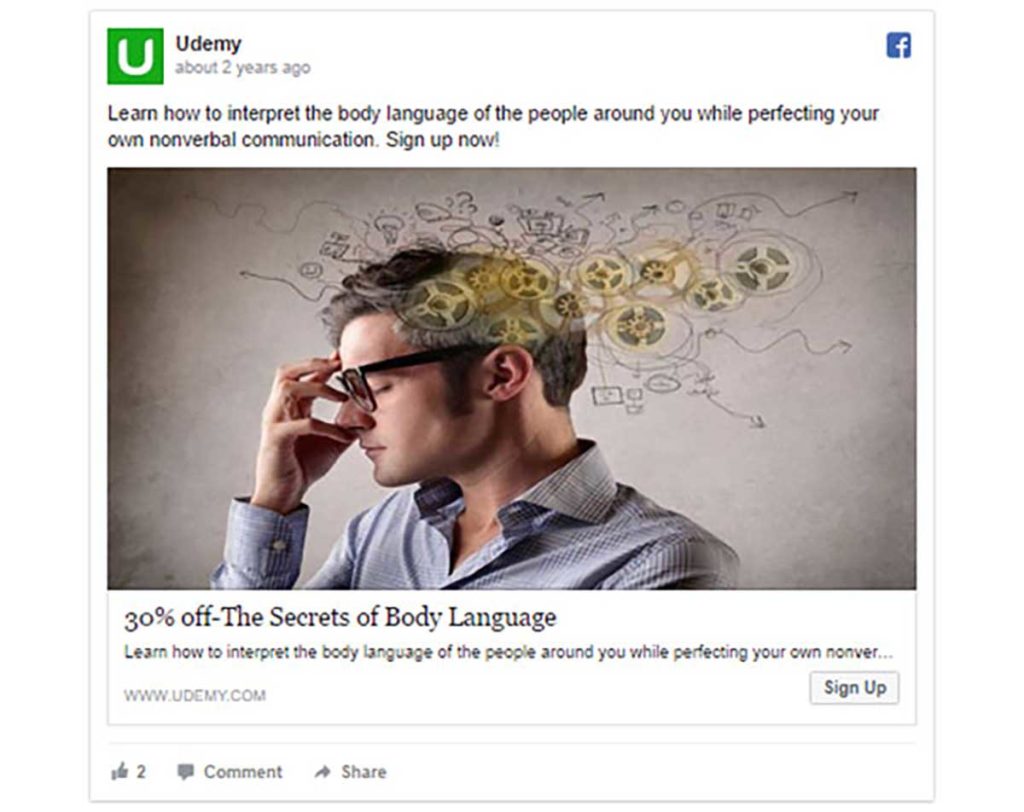 U
Udemy
about 2 years ago
f
Learn how to interpret the body language of the people around you while perfecting your
own nonverbal communication. Sign up now!
30% off-The Secrets of Body Language
Learn how to interpret the body language of the people around you while perfecting your own nonver...
WWW.UDEMY.COM
Sign Up
2 Comment Share